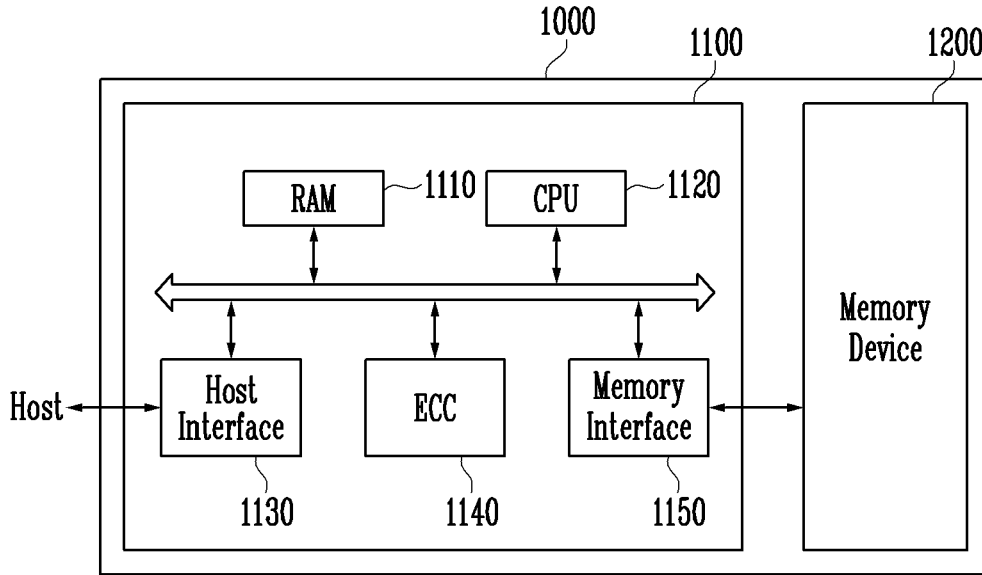 1000
1100
1200
RAM
1110
CPU
1120
Memory
Device
Host
Host
Interface
ECC
Memory
Interface
1130
1140
1150